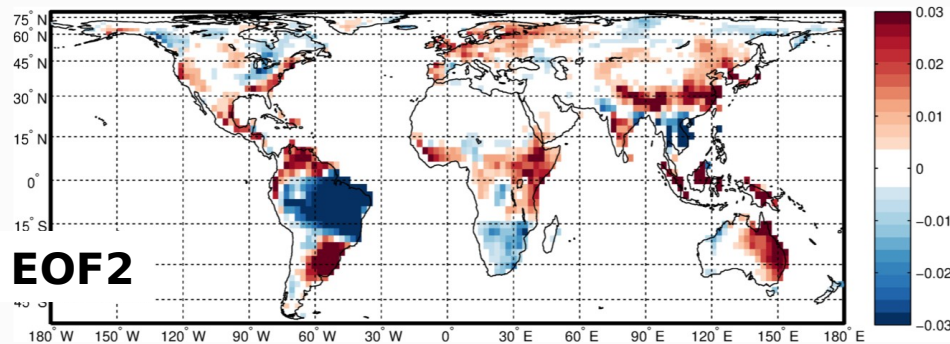 75° N
60° N
45° N
30° N
15° N
0°
15° S
EOF2
45° S
180° W 150° W 120° W 90° W 60° W 30° W 0 30° E 60° E 90° E 120° E 150° E 180° E
0.03
0.02
0.01
0
−0.01
−0.02
−0.03